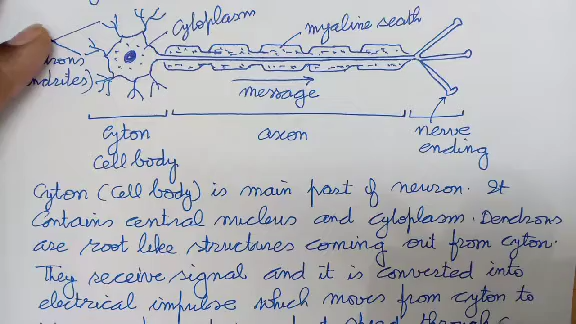 cytoplasm
myaline seath
message
Cyton
Cell body
axon
nerve
ending
Cyton (Cell body) is main part of neuron. It
Contains central nucleus and cytoplasm. Dendrons
are root like structures coming out from cyton.
They receive signal and it is converted into
electrical impulse which moves from cyton to